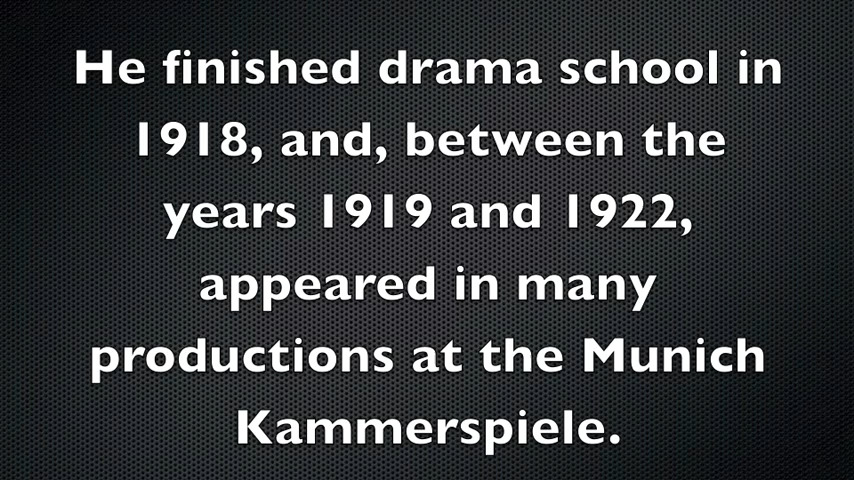 He finished drama school in
1918, and, between the
years 1919 and 1922,
appeared in many
productions at the Munich
Kammerspiele.